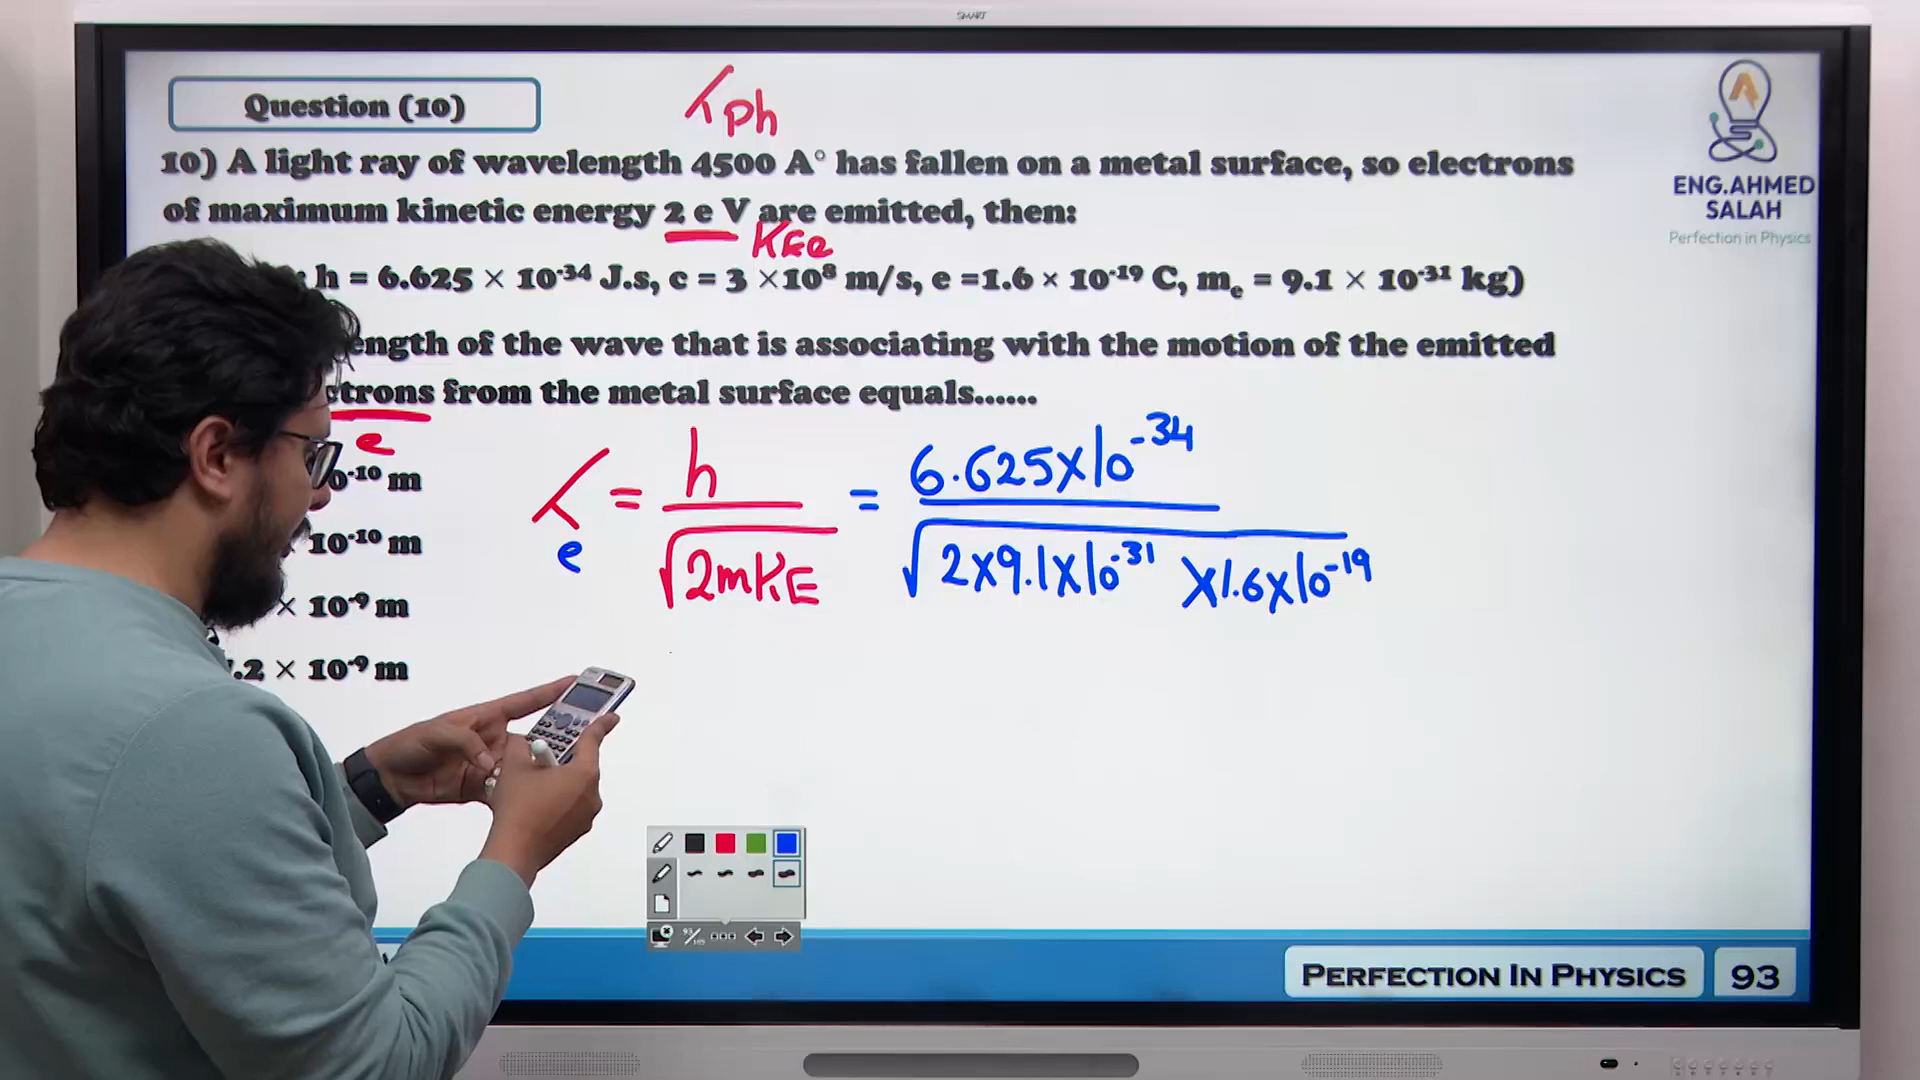 SMART
Question (10)
λph
10) A light ray of wavelength 4500 A° has fallen on a metal surface, so electrons
of maximum kinetic energy 2 e V are emitted, then:
KEe
h = 6.625 × 10-34 J.s, c = 3 ×10⁸ m/s, e =1.6 × 10-19 C, me = 9.1 × 10-31 kg)
ength of the wave that is associating with the motion of the emitted
ctrons from the metal surface equals......
e
0-10 m
10-10 m
× 10-9 m
.2 × 10-9 m
λe = h / √2mKE = 6.625×10-34 / √2×9.1×10-31 ×1.6×10-19
ENG.AHMED
SALAH
Perfection in Physics
PERFECTION IN PHYSICS
93